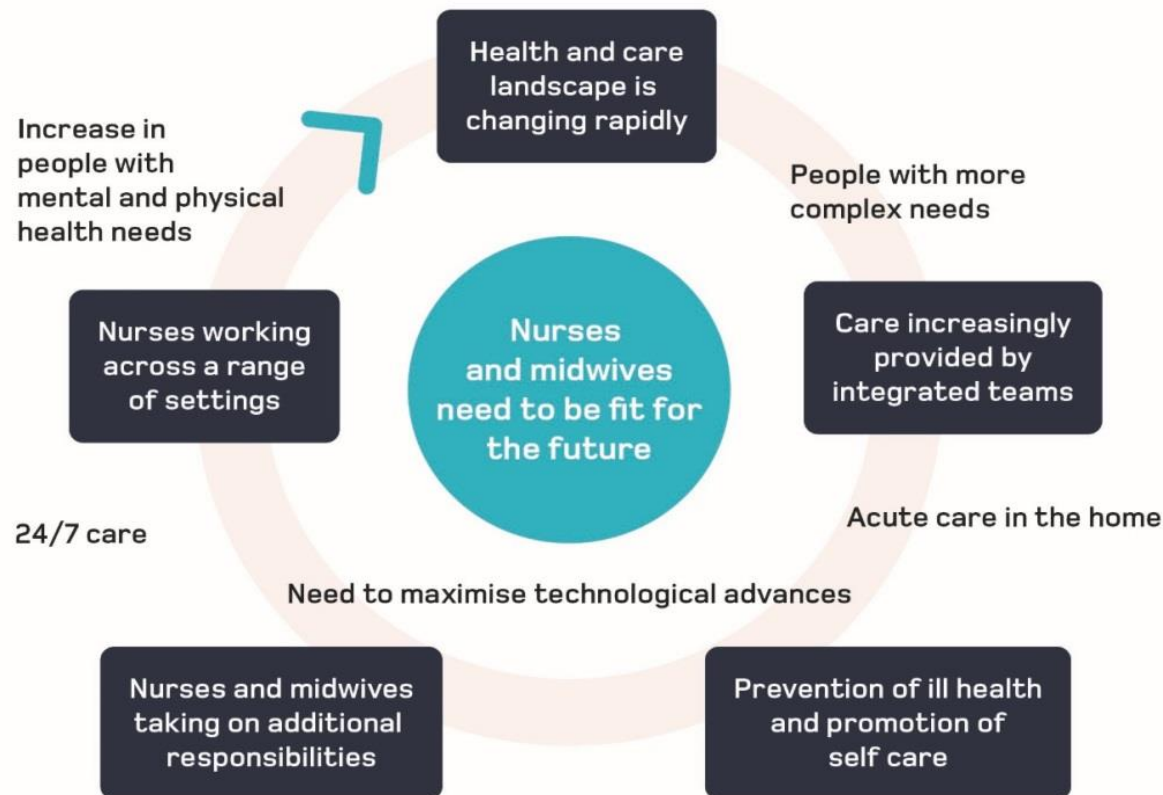 Health and care
landscape is
changing rapidly
Increase in
people with
mental and physical
health needs
People with more
complex needs
Nurses working
across a range
of settings
Nurses
and midwives
need to be fit for
the future
Care increasingly
provided by
integrated teams
24/7 care
Acute care in the home
Need to maximise technological advances
Nurses and midwives
taking on additional
responsibilities
Prevention of ill health
and promotion of
self care